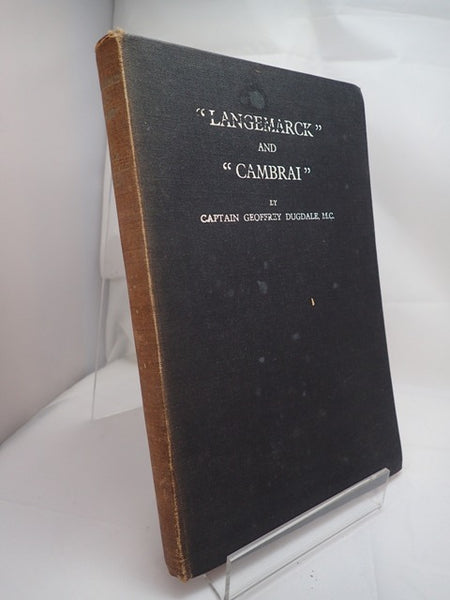 “LANGEMARCK”
AND
“CAMBRAI”
BY
CAPTAIN GEOFFREY DUGDALE, M.C.